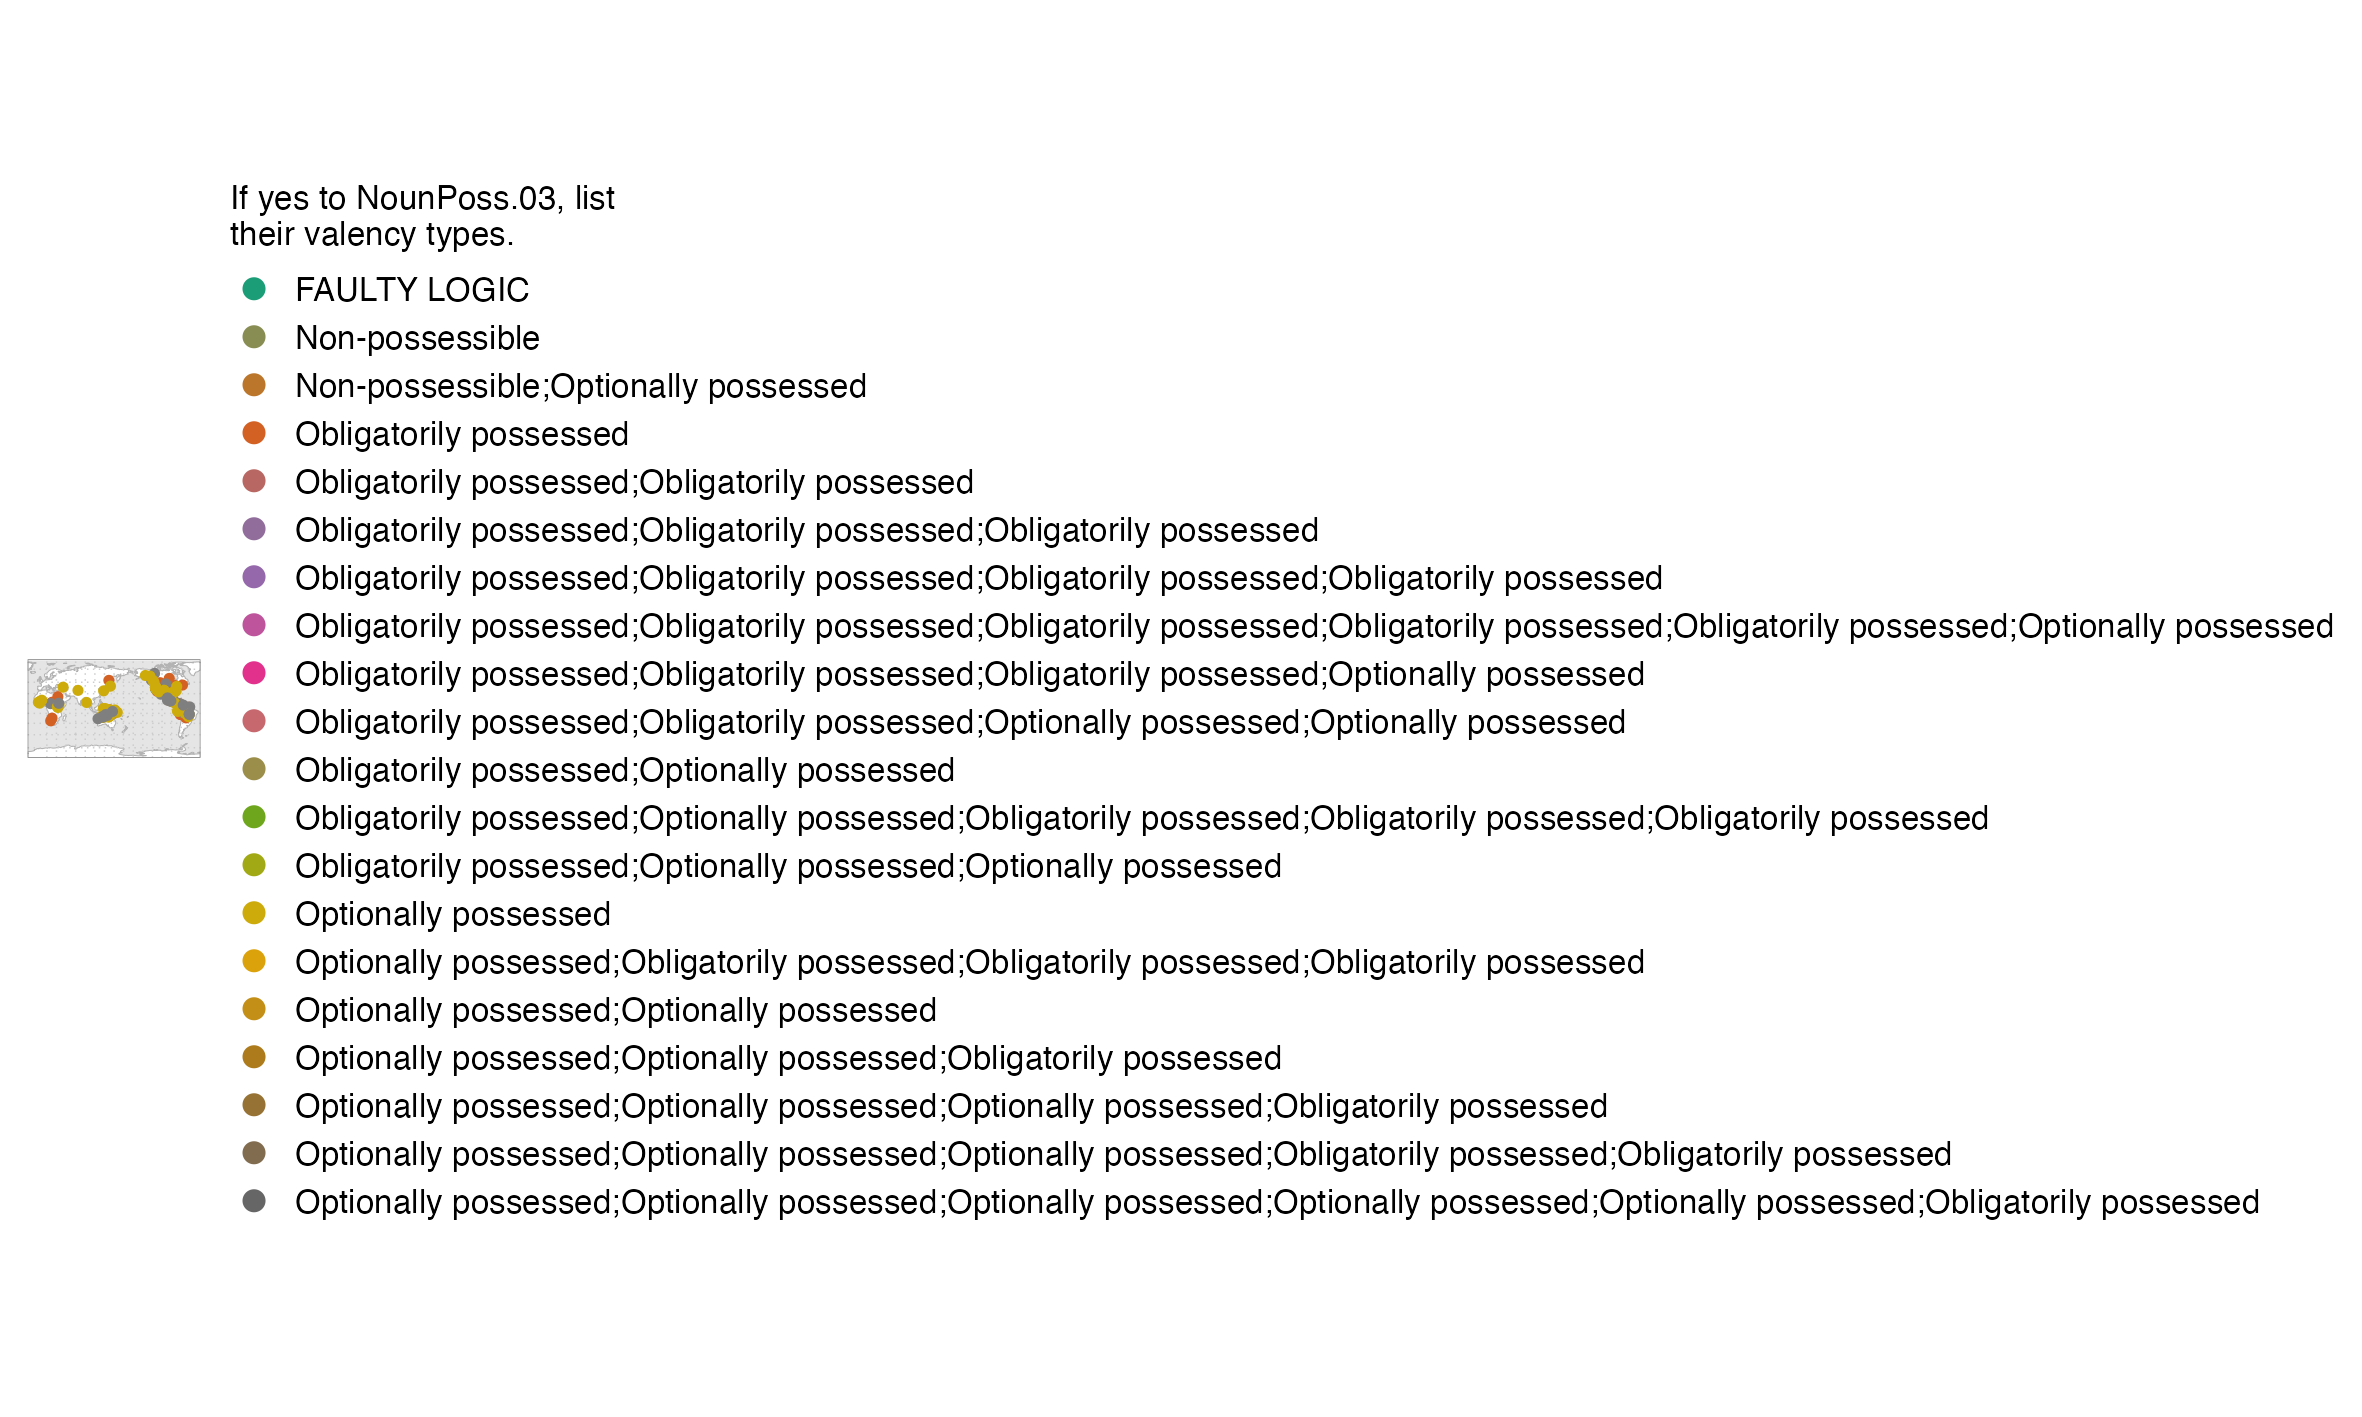 If yes to NounPoss.03, list
their valency types.
FAULTY LOGIC
Non-possessible
Non-possessible;Optionally possessed
Obligatorily possessed
Obligatorily possessed;Obligatorily possessed
Obligatorily possessed;Obligatorily possessed;Obligatorily possessed
Obligatorily possessed;Obligatorily possessed;Obligatorily possessed;Obligatorily possessed
Obligatorily possessed;Obligatorily possessed;Obligatorily possessed;Obligatorily possessed;Obligatorily possessed;Optionally possessed
Obligatorily possessed;Obligatorily possessed;Obligatorily possessed;Optionally possessed
Obligatorily possessed;Obligatorily possessed;Optionally possessed;Optionally possessed
Obligatorily possessed;Optionally possessed
Obligatorily possessed;Optionally possessed;Obligatorily possessed;Obligatorily possessed;Obligatorily possessed
Obligatorily possessed;Optionally possessed;Optionally possessed
Optionally possessed
Optionally possessed;Obligatorily possessed;Obligatorily possessed;Obligatorily possessed
Optionally possessed;Optionally possessed
Optionally possessed;Optionally possessed;Obligatorily possessed
Optionally possessed;Optionally possessed;Optionally possessed;Obligatorily possessed
Optionally possessed;Optionally possessed;Optionally possessed;Obligatorily possessed;Obligatorily possessed
Optionally possessed;Optionally possessed;Optionally possessed;Optionally possessed;Optionally possessed;Obligatorily possessed